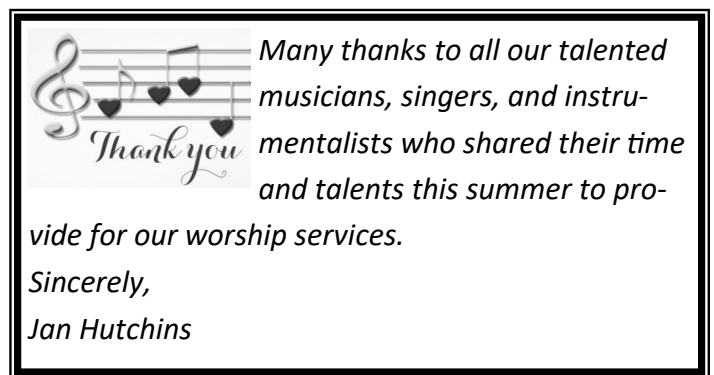 Many thanks to all our talented
musicians, singers, and instru-
mentalists who shared their time
and talents this summer to pro-
vide for our worship services.
Sincerely,
Jan Hutchins
Thank you